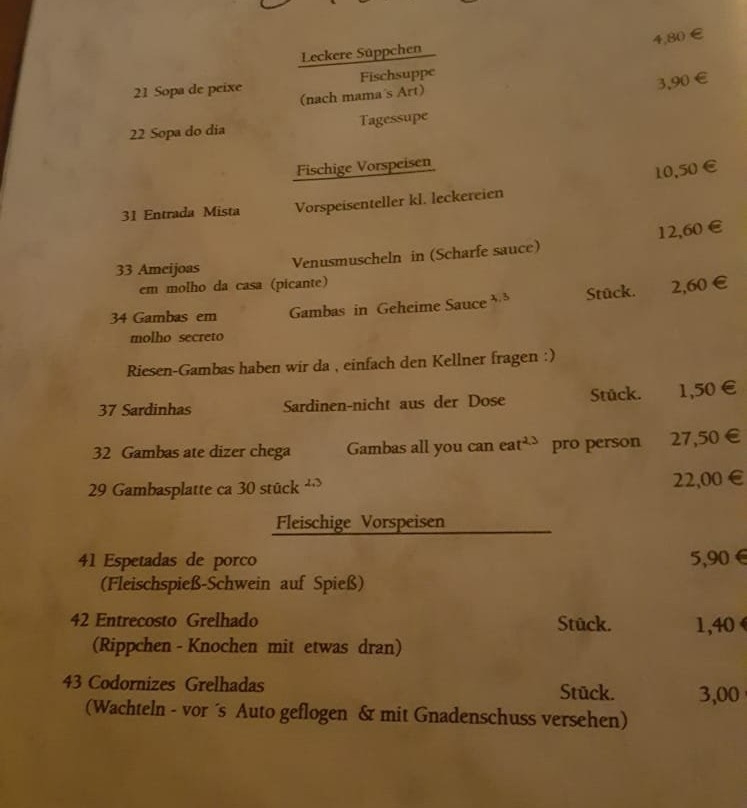 Leckere Süppchen
21 Sopa de peixe Fischsuppe 4,80 €
(nach mama´s Art)
22 Sopa do dia Tagessupe 3,90 €
Fischige Vorspeisen
31 Entrada Mista Vorspeisenteller kl. leckereien 10,50 €
33 Ameijoas Venusmuscheln in (Scharfe sauce) 12,60 €
em molho da casa (picante)
34 Gambas em Gambas in Geheime Sauce Stück. 2,60 €
molho secreto
Riesen-Gambas haben wir da , einfach den Kellner fragen :)
37 Sardinhas Sardinen-nicht aus der Dose Stück. 1,50 €
32 Gambas ate dizer chega Gambas all you can eat 2,3 pro person 27,50 €
29 Gambasplatte ca 30 stück 2,3 22,00 €
Fleischige Vorspeisen
41 Espetadas de porco 5,90 €
(Fleischspieß-Schwein auf Spieß)
42 Entrecosto Grelhado Stück. 1,40 €
(Rippchen - Knochen mit etwas dran)
43 Codornizes Grelhadas Stück. 3,00
(Wachteln - vor ´s Auto geflogen & mit Gnadenschuss versehen)